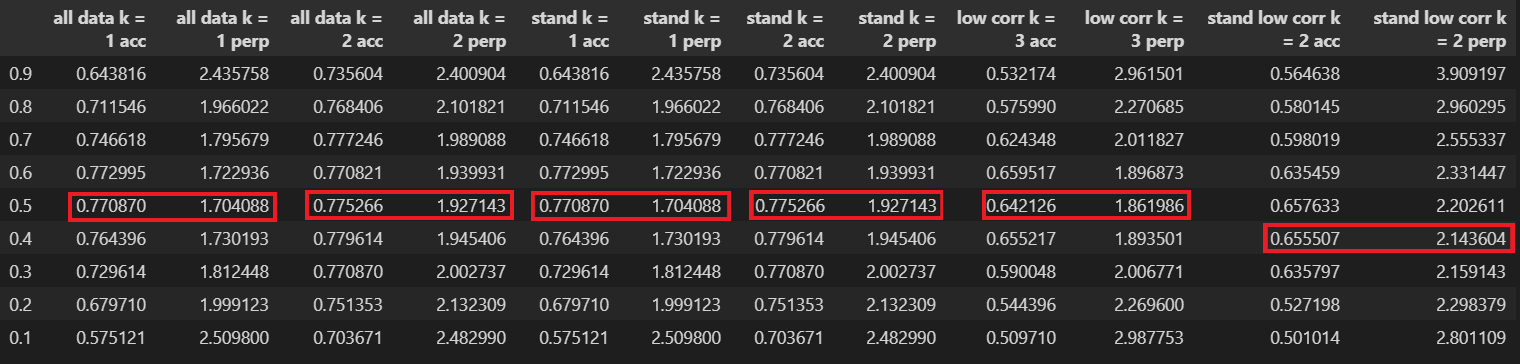 all data k = all data k = all data k = all data k = stand k = stand k = stand k = stand k = low corr k = low corr k = stand low corr k stand low corr k
1 acc 1 perp 2 acc 2 perp 1 acc 1 perp 2 acc 2 perp 3 acc 3 perp = 2 acc = 2 perp
0.9 0.643816 2.435758 0.735604 2.400904 0.643816 2.435758 0.735604 2.400904 0.532174 2.961501 0.564638 3.909197
0.8 0.711546 1.966022 0.768406 2.101821 0.711546 1.966022 0.768406 2.101821 0.575990 2.270685 0.580145 2.960295
0.7 0.746618 1.795679 0.777246 1.989088 0.746618 1.795679 0.777246 1.989088 0.624348 2.011827 0.598019 2.555337
0.6 0.772995 1.722936 0.770821 1.939931 0.772995 1.722936 0.770821 1.939931 0.659517 1.896873 0.635459 2.331447
0.5 0.770870 1.704088 0.775266 1.927143 0.770870 1.704088 0.775266 1.927143 0.642126 1.861986 0.657633 2.202611
0.4 0.764396 1.730193 0.779614 1.945406 0.764396 1.730193 0.779614 1.945406 0.655217 1.893501 0.655507 2.143604
0.3 0.729614 1.812448 0.770870 2.002737 0.729614 1.812448 0.770870 2.002737 0.590048 2.006771 0.635797 2.159143
0.2 0.679710 1.999123 0.751353 2.132309 0.679710 1.999123 0.751353 2.132309 0.544396 2.269600 0.527198 2.298379
0.1 0.575121 2.509800 0.703671 2.482990 0.575121 2.509800 0.703671 2.482990 0.509710 2.987753 0.501014 2.801109